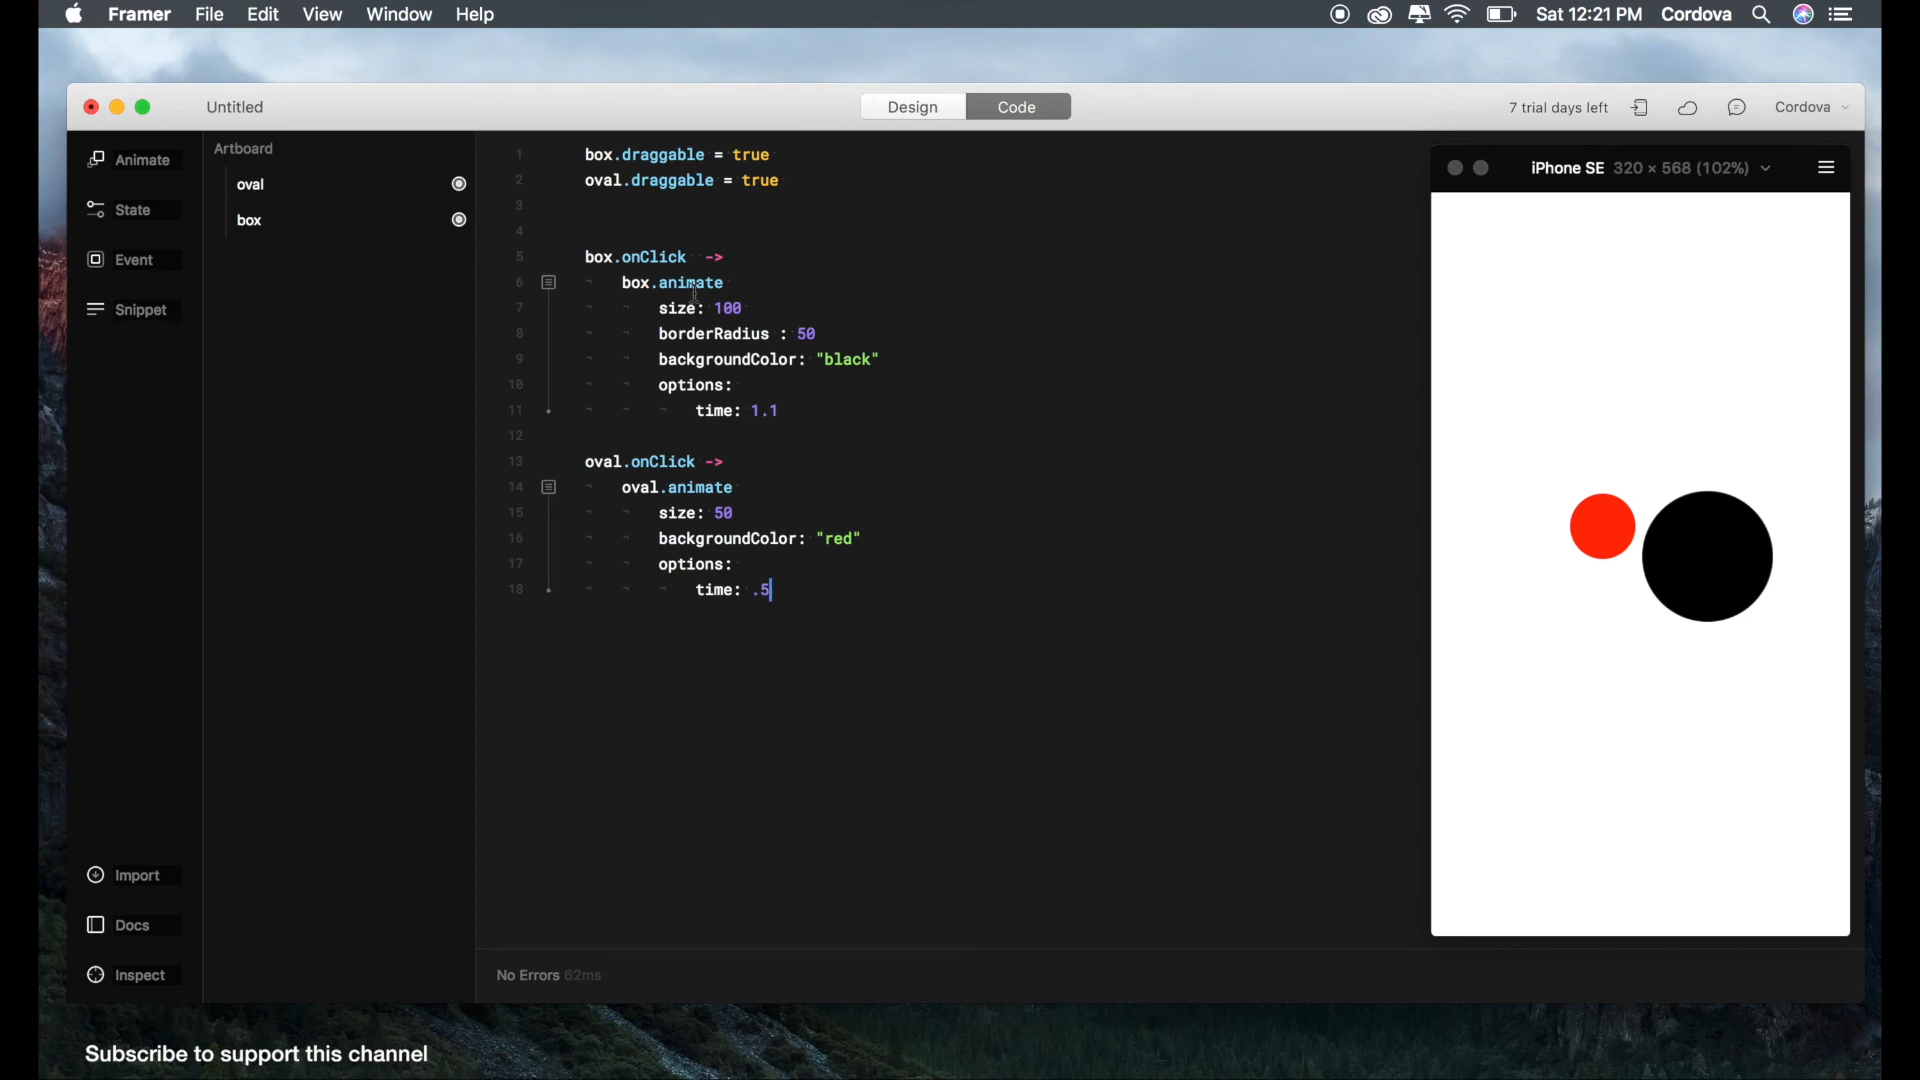 Framer File Edit View Window Help Sat 12:21 PM Cordova
Untitled Design Code 7 trial days left Cordova
Animate
State
Event
Snippet
Import
Docs
Inspect
Artboard
oval
box
1 box.draggable = true
2 oval.draggable = true
3
4
5 box.onClick ->
6 box.animate
7 size: 100
8 borderRadius : 50
9 backgroundColor: "black"
10 options:
11 time: 1.1
12
13 oval.onClick ->
14 oval.animate
15 size: 50
16 backgroundColor: "red"
17 options:
18 time: .5
No Errors 62ms
iPhone SE 320 × 568 (102%)
Subscribe to support this channel